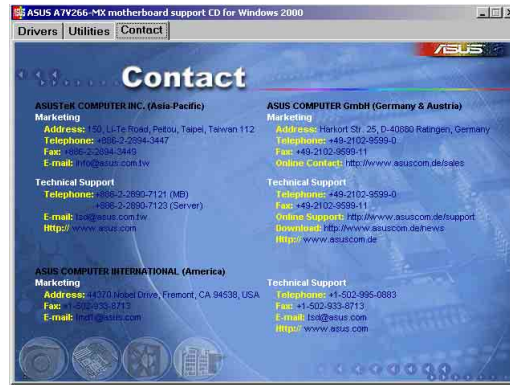 ASUS A7V266-MX motherboard support CD for Windows 2000
Drivers Utilities Contact
ASUS
Contact
ASUSTeK COMPUTER INC. (Asia-Pacific)
Marketing
Address: 150, Li-Te Road, Peitou, Taipei, Taiwan 112
Telephone: +886-2-2894-3447
Fax: +886-2-2894-3449
E-mail: info@asus.com.tw
Technical Support
Telephone: +886-2-2890-7121 (MB)
+886-2-2890-7123 (Server)
E-mail: tsd@asus.com.tw
Http:// www.asus.com
ASUS COMPUTER GmbH (Germany & Austria)
Marketing
Address: Harkort Str. 25, D-40880 Ratingen, Germany
Telephone: +49-2102-9599-0
Fax: +49-2102-9599-11
Online Contact: http://www.asuscom.de/sales
Technical Support
Telephone: +49-2102-9599-0
Fax: +49-2102-9599-11
Online Support: http://www.asuscom.de/support
Download: http://www.asuscom.de/news
Http:// www.asuscom.de
ASUS COMPUTER INTERNATIONAL (America)
Marketing
Address: 44370 Nobel Drive, Fremont, CA 94538, USA
Fax: +1-502-933-8713
E-mail: tmd1@asus.com
Technical Support
Telephone: +1-502-995-0883
Fax: +1-502-933-8713
E-mail: tsd@asus.com
Http:// www.asus.com